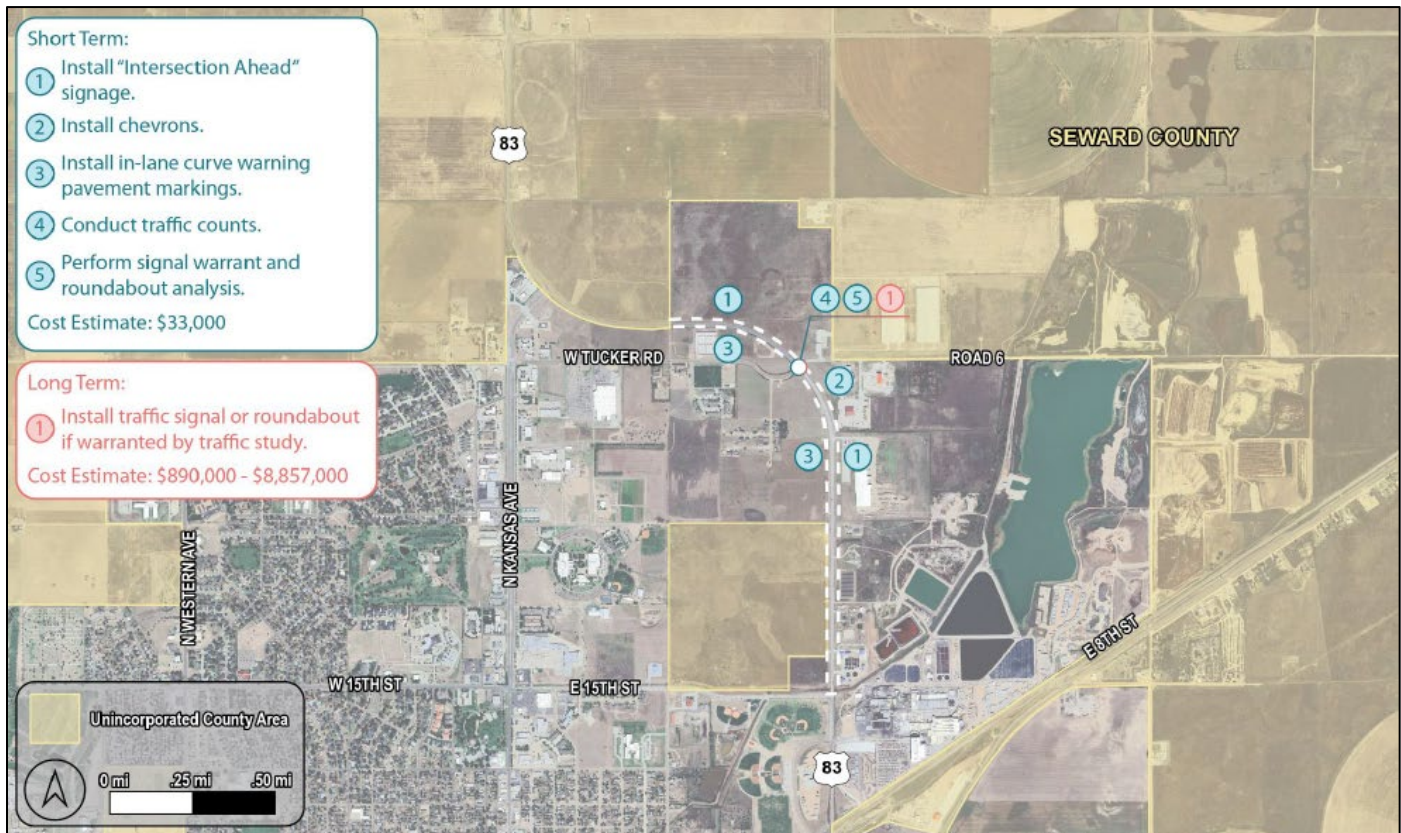 Short Term:
1 Install “Intersection Ahead”
signage.
2 Install chevrons.
3 Install in-lane curve warning
pavement markings.
4 Conduct traffic counts.
5 Perform signal warrant and
roundabout analysis.
Cost Estimate: $33,000
Long Term:
1 Install traffic signal or roundabout
if warranted by traffic study.
Cost Estimate: $890,000 - $8,857,000
83
SEWARD COUNTY
1
4 5 1
3
W TUCKER RD
ROAD 6
2
3 1
N WESTERN AVE
N KANSAS AVE
E 8TH ST
W 15TH ST
E 15TH ST
83
Unincorporated County Area
0 mi .25 mi .50 mi